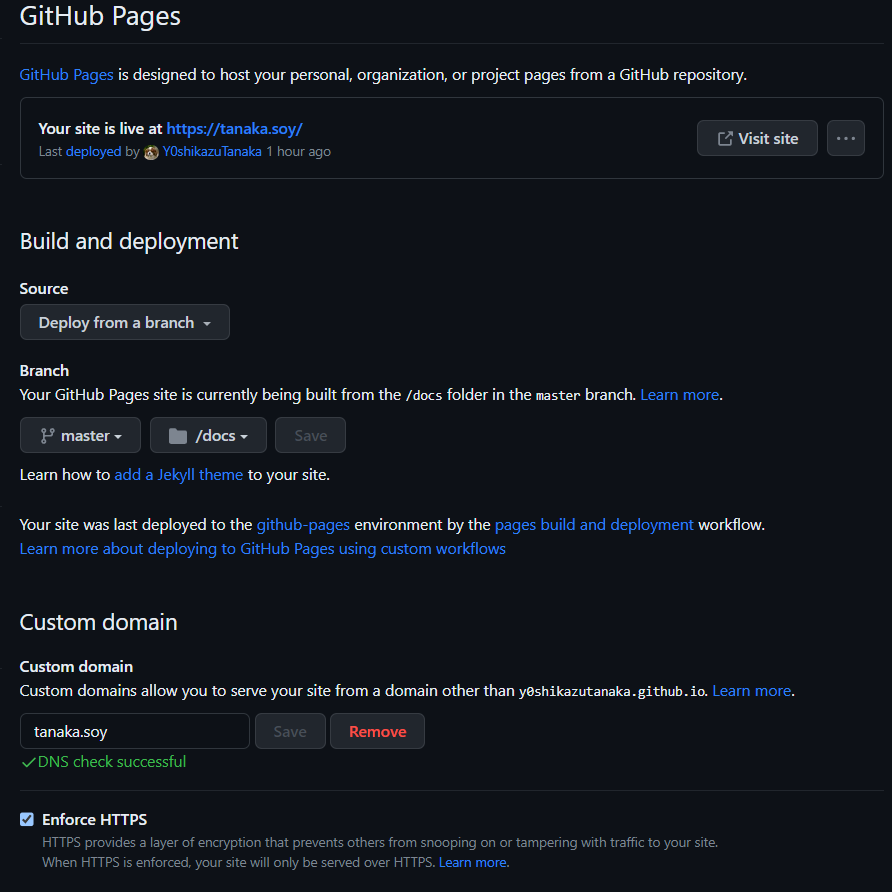 GitHub Pages
GitHub Pages is designed to host your personal, organization, or project pages from a GitHub repository.
Your site is live at https://tanaka.soy/
Last deployed by Y0shikazuTanaka 1 hour ago
Visit site
Build and deployment
Source
Deploy from a branch
Branch
Your GitHub Pages site is currently being built from the /docs folder in the master branch. Learn more.
master
/docs
Save
Learn how to add a Jekyll theme to your site.
Your site was last deployed to the github-pages environment by the pages build and deployment workflow.
Learn more about deploying to GitHub Pages using custom workflows
Custom domain
Custom domain
Custom domains allow you to serve your site from a domain other than y0shikazutanaka.github.io. Learn more.
tanaka.soy
Save
Remove
DNS check successful
Enforce HTTPS
HTTPS provides a layer of encryption that prevents others from snooping on or tampering with traffic to your site.
When HTTPS is enforced, your site will only be served over HTTPS. Learn more.